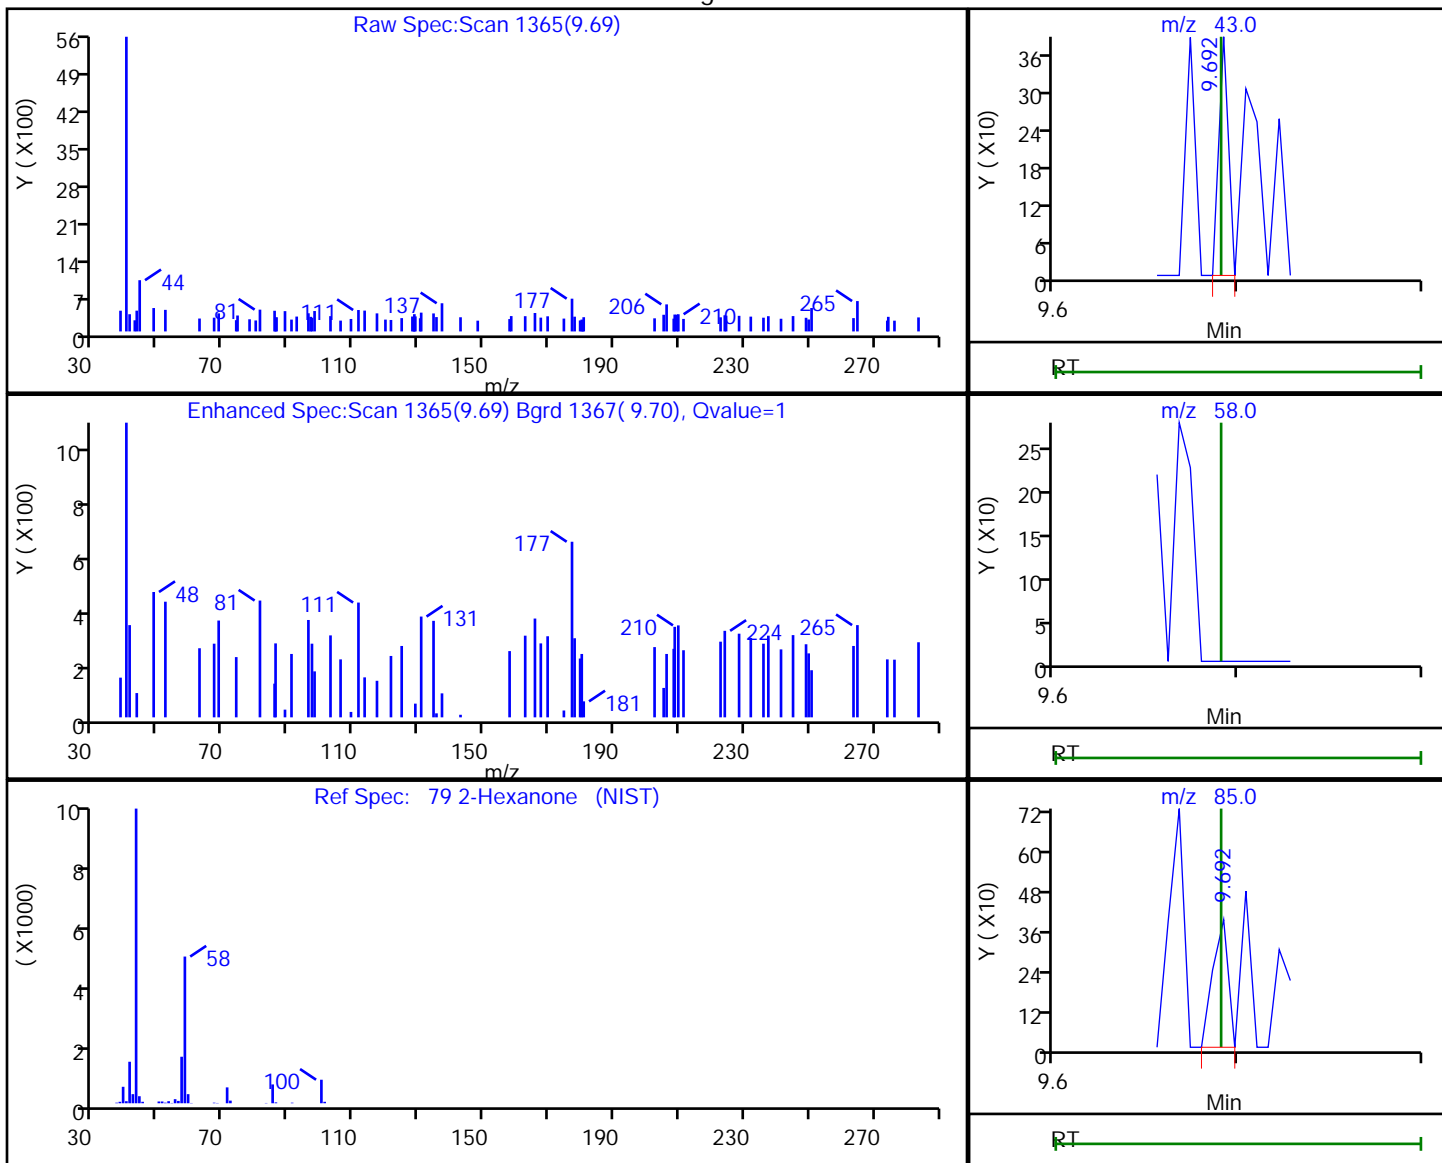 Raw Spec:Scan 1365(9.69)
Y ( X100)
56
49
42
35
28
21
14
7
0
44
81
111
137
177
206
210
265
30 70 110 150 190 230 270
m/z
m/z 43.0
Y ( X10)
36
30
24
18
12
6
0
9.692
9.6
Min
RT
Enhanced Spec:Scan 1365(9.69) Bgrd 1367( 9.70), Qvalue=1
Y ( X100)
10
8
6
4
2
0
48
81
111
131
177
181
210
224
265
30 70 110 150 190 230 270
m/z
m/z 58.0
Y ( X10)
25
20
15
10
5
0
9.6
Min
RT
Ref Spec: 79 2-Hexanone (NIST)
( X1000)
10
8
6
4
2
0
58
100
30 70 110 150 190 230 270
m/z 85.0
Y ( X10)
72
60
48
36
24
12
0
9.692
9.6
Min
RT